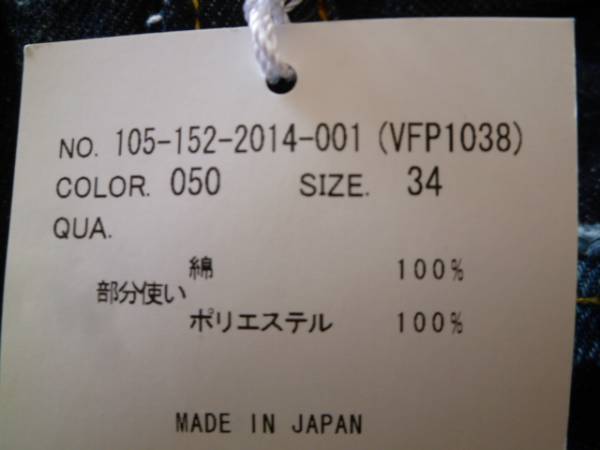 NO. 105-152-2014-001 (VFP1038)
COLOR. 050 SIZE. 34
QUA.
綿 100%
部分使い
ポリエステル 100%
MADE IN JAPAN